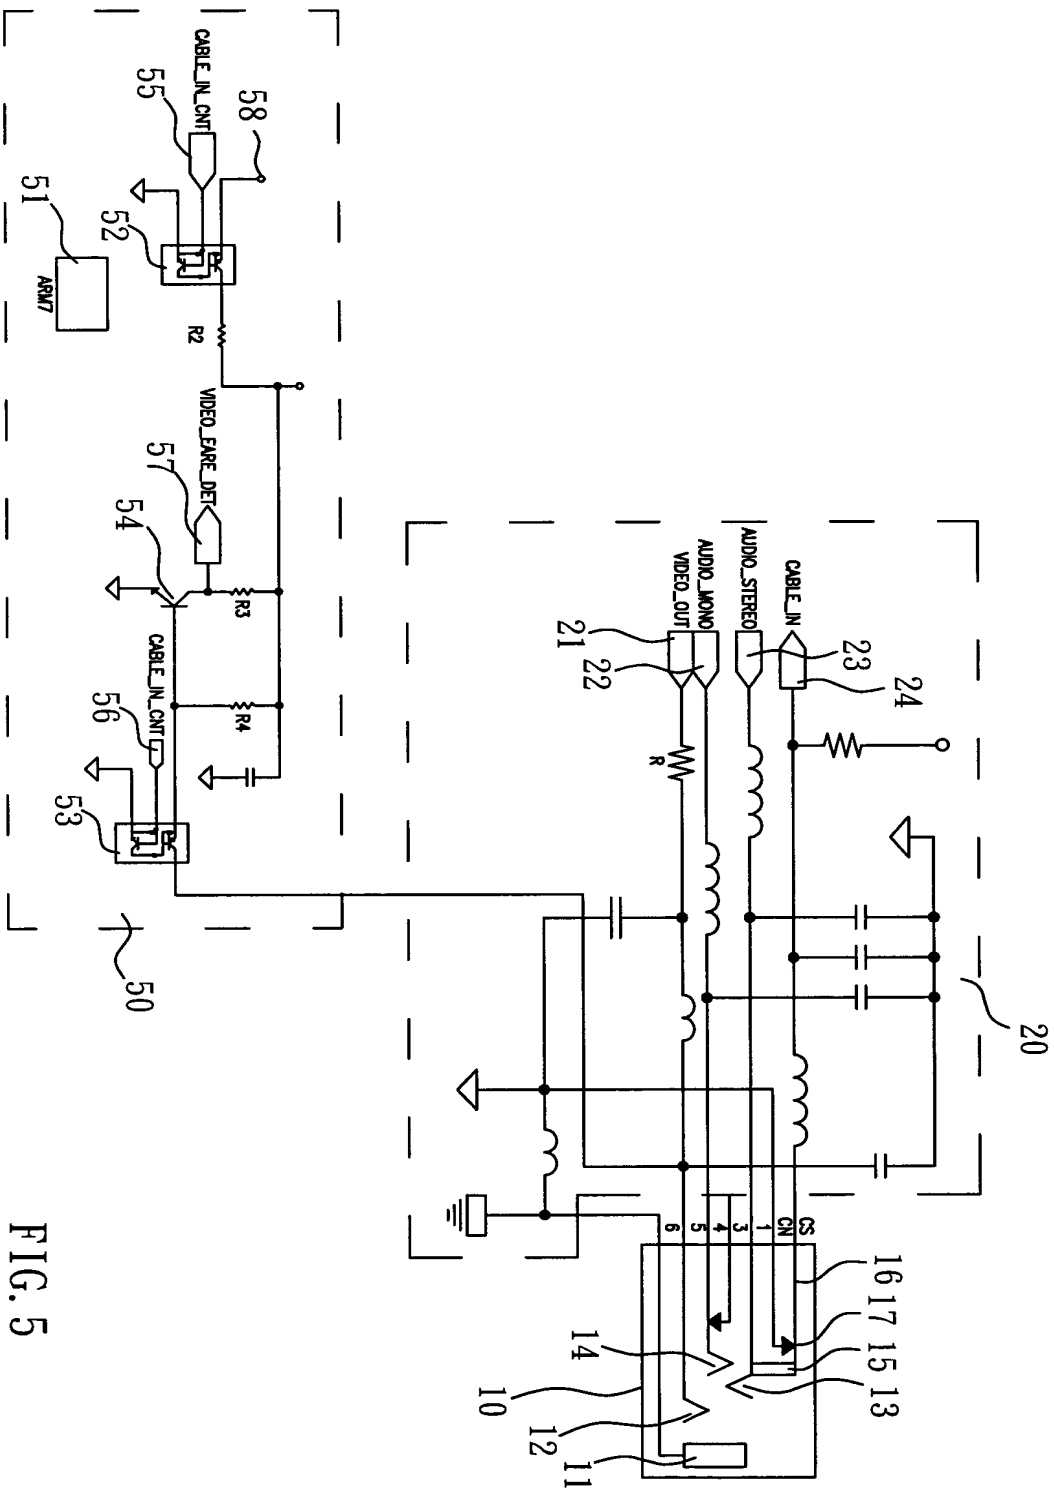 20
24
23
CABLE_IN
AUDIO_STEREO
AUDIO_MONO
VIDEO_OUT
22
21
R
CS
CN
1
3
4
5
6
16
17
15
13
14
12
11
10
58
CABLE_IN_CNT
55
52
51
ARM7
R2
VIDEO_EARE_DET
57
54
R3
R4
CABLE_IN_CNT
56
53
50
FIG. 5